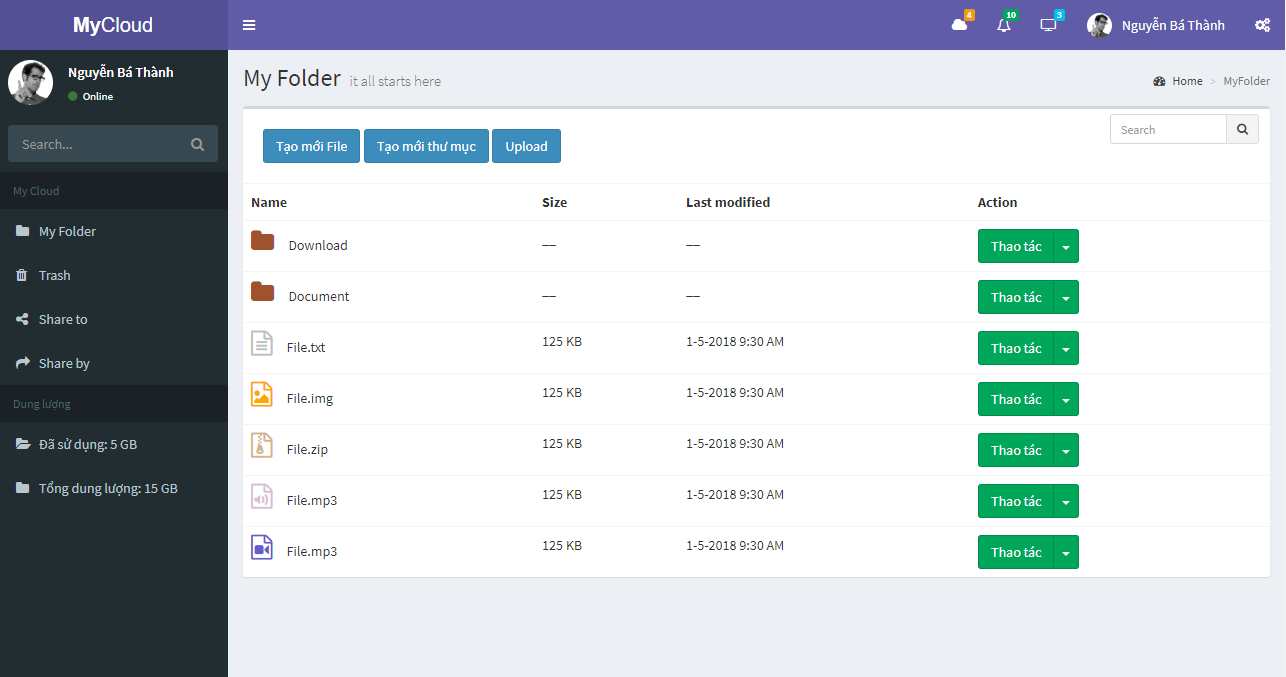 MyCloud
4
10
3
Nguyễn Bá Thành
Nguyễn Bá Thành
Online
Search...
My Cloud
My Folder
Trash
Share to
Share by
Dung lượng
Đã sử dụng: 5 GB
Tổng dung lượng: 15 GB
My Folder it all starts here
Home > MyFolder
Tạo mới File Tạo mới thư mục Upload
Search
Name Size Last modified Action
Download — — Thao tác
Document — — Thao tác
File.txt 125 KB 1-5-2018 9:30 AM Thao tác
File.img 125 KB 1-5-2018 9:30 AM Thao tác
File.zip 125 KB 1-5-2018 9:30 AM Thao tác
File.mp3 125 KB 1-5-2018 9:30 AM Thao tác
File.mp3 125 KB 1-5-2018 9:30 AM Thao tác